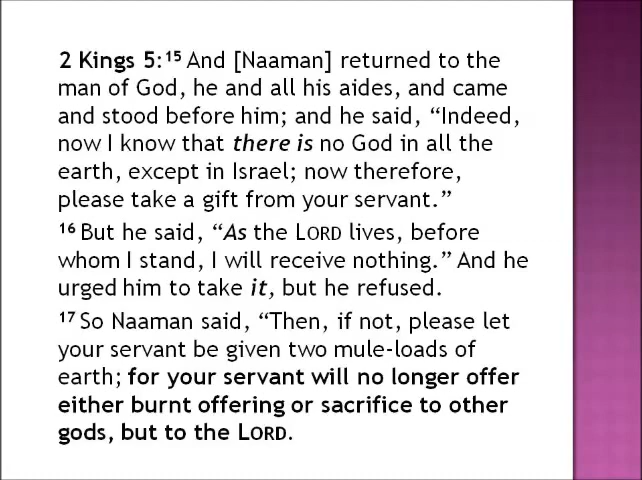 2 Kings 5:15 And [Naaman] returned to the
man of God, he and all his aides, and came
and stood before him; and he said, “Indeed,
now I know that there is no God in all the
earth, except in Israel; now therefore,
please take a gift from your servant.”
16 But he said, “As the LORD lives, before
whom I stand, I will receive nothing.” And he
urged him to take it, but he refused.
17 So Naaman said, “Then, if not, please let
your servant be given two mule-loads of
earth; for your servant will no longer offer
either burnt offering or sacrifice to other
gods, but to the LORD.